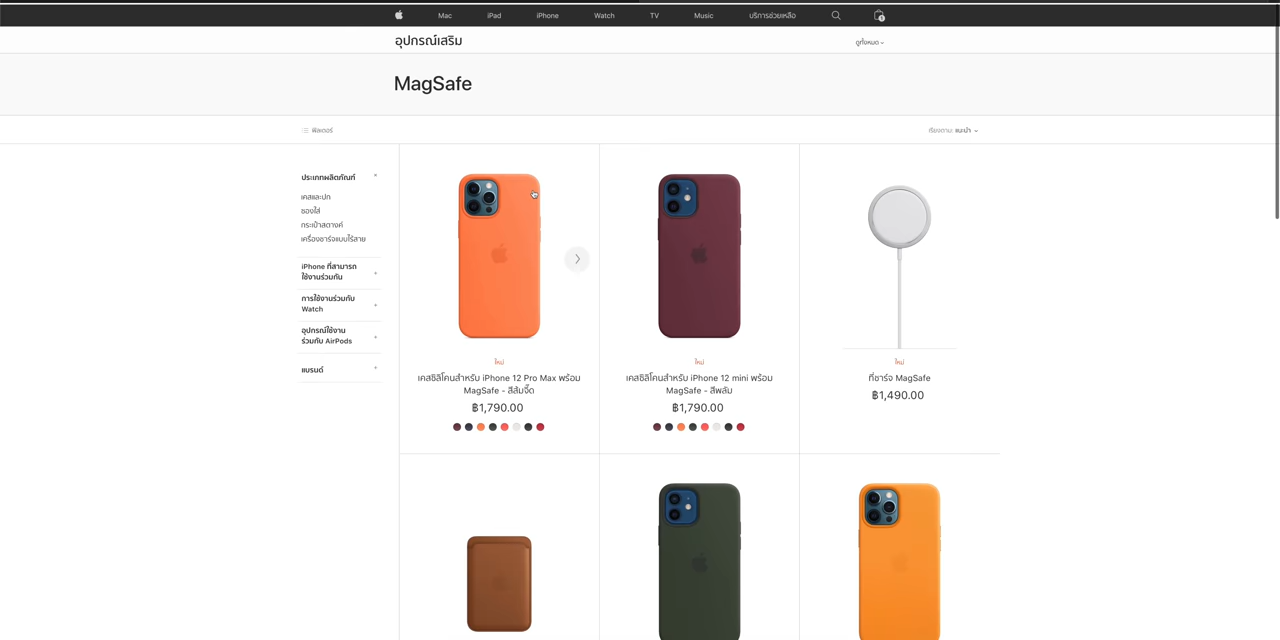 Mac
iPad
iPhone
Watch
TV
Music
บริการช่วยเหลือ
1
อุปกรณ์เสริม
ดูทั้งหมด
MagSafe
ฟิลเตอร์
เรียงตาม: แนะนำ
ประเภทผลิตภัณฑ์
เคสและปก
ซองใส่
กระเป๋าสตางค์
เครื่องชาร์จแบบไร้สาย
iPhone ที่สามารถ
ใช้งานร่วมกัน
การใช้งานร่วมกับ
Watch
อุปกรณ์ใช้งาน
ร่วมกับ AirPods
แบรนด์
ใหม่
เคสซิลิโคนสำหรับ iPhone 12 Pro Max พร้อม
MagSafe - สีส้มจี๊ด
฿1,790.00
ใหม่
เคสซิลิโคนสำหรับ iPhone 12 mini พร้อม
MagSafe - สีพลัม
฿1,790.00
ใหม่
ที่ชาร์จ MagSafe
฿1,490.00